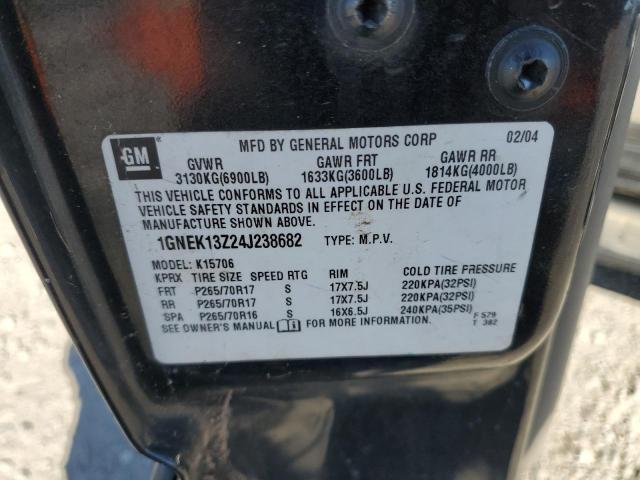 MFD BY GENERAL MOTORS CORP 02/04
GM
GVWR GAWR FRT GAWR RR
3130KG(6900LB) 1633KG(3600LB) 1814KG(4000LB)
THIS VEHICLE CONFORMS TO ALL APPLICABLE U.S. FEDERAL MOTOR
VEHICLE SAFETY STANDARDS IN EFFECT ON THE DATE OF
MANUFACTURE SHOWN ABOVE.
1GNEK13Z24J238682 TYPE: M.P.V.
MODEL: K15706
KPRX TIRE SIZE SPEED RTG RIM COLD TIRE PRESSURE
FRT P265/70R17 S 17X7.5J 220KPA(32PSI)
RR P265/70R17 S 17X7.5J 220KPA(32PSI)
SPA P265/70R16 S 16X6.5J 240KPA(35PSI) F 579
SEE OWNER'S MANUAL FOR MORE INFORMATION. T 382